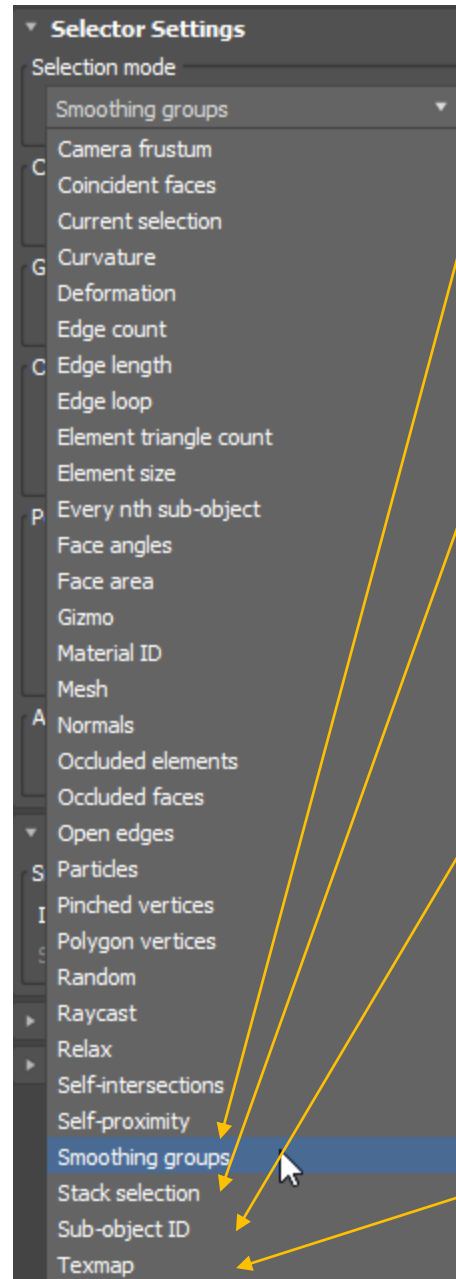 Selector Settings
Selection mode
Smoothing groups
Camera frustum
Coincident faces
Current selection
Curvature
Deformation
Edge count
Edge length
Edge loop
Element triangle count
Element size
Every nth sub-object
Face angles
Face area
Gizmo
Material ID
Mesh
Normals
Occluded elements
Occluded faces
Open edges
Particles
Pinched vertices
Polygon vertices
Random
Raycast
Relax
Self-intersections
Self-proximity
Smoothing groups
Stack selection
Sub-object ID
Texmap